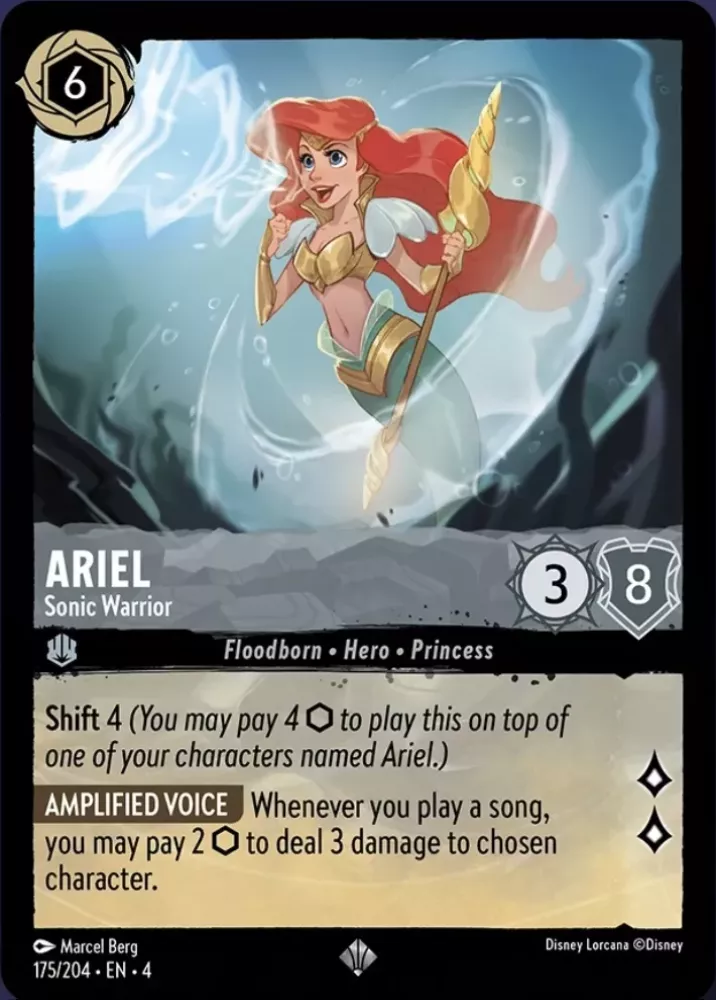 6
ARIEL
Sonic Warrior
3
8
Floodborn • Hero • Princess
Shift 4 (You may pay 4 ⬡ to play this on top of
one of your characters named Ariel.)
AMPLIFIED VOICE Whenever you play a song,
you may pay 2 ⬡ to deal 3 damage to chosen
character.
Marcel Berg
Disney Lorcana ©Disney
175/204 • EN • 4